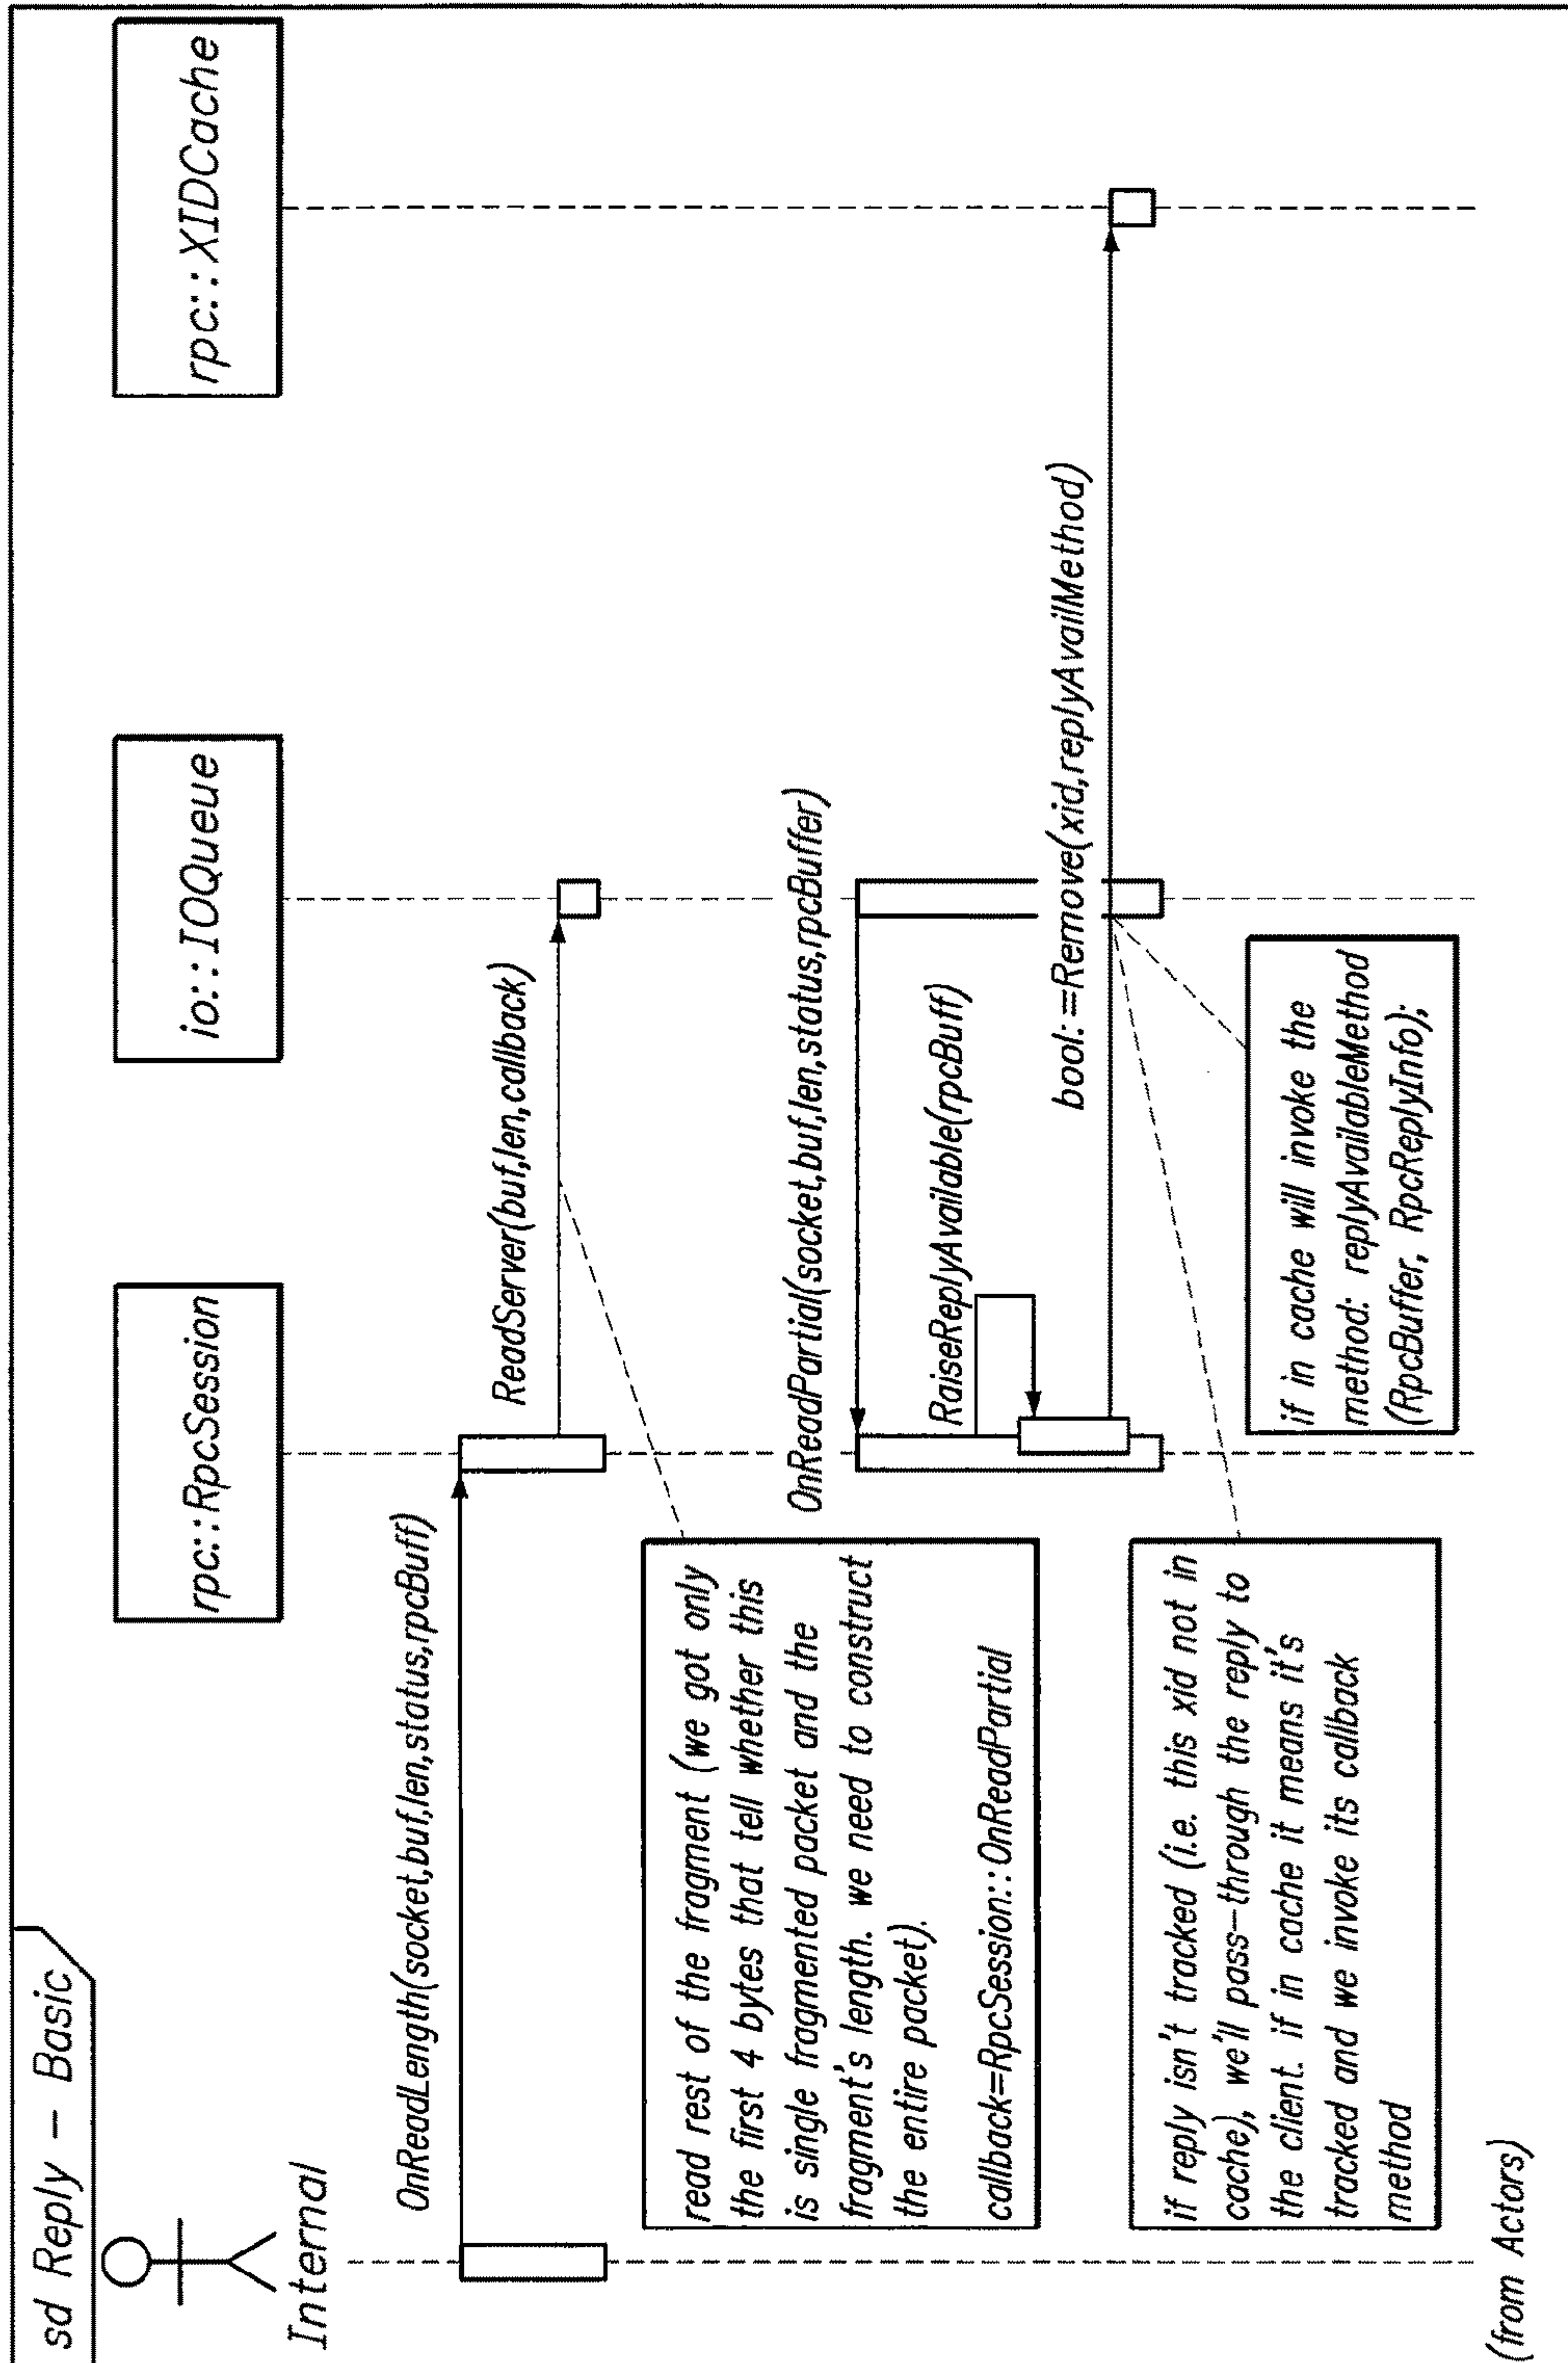 sd Reply – Basic
Internal
rpc::RpcSession
io::IOQueue
rpc::XIDCache
OnReadLength(socket,buf,len,status,rpcBuff)
ReadServer(buf,len,callback)
read rest of the fragment (we got only
the first 4 bytes that tell whether this
is single fragmented packet and the
fragment's length. we need to construct
the entire packet).
callback=RpcSession::OnReadPartial
OnReadPartial(socket,buf,len,status,rpcBuffer)
RaiseReplyAvailable(rpcBuff)
bool:=Remove(xid,replyAvailMethod)
if reply isn't tracked (i.e. this xid not in
cache), we'll pass–through the reply to
the client. if in cache it means it's
tracked and we invoke its callback
method
if in cache will invoke the
method: replyAvailableMethod
(RpcBuffer, RpcReplyInfo);
(from Actors)